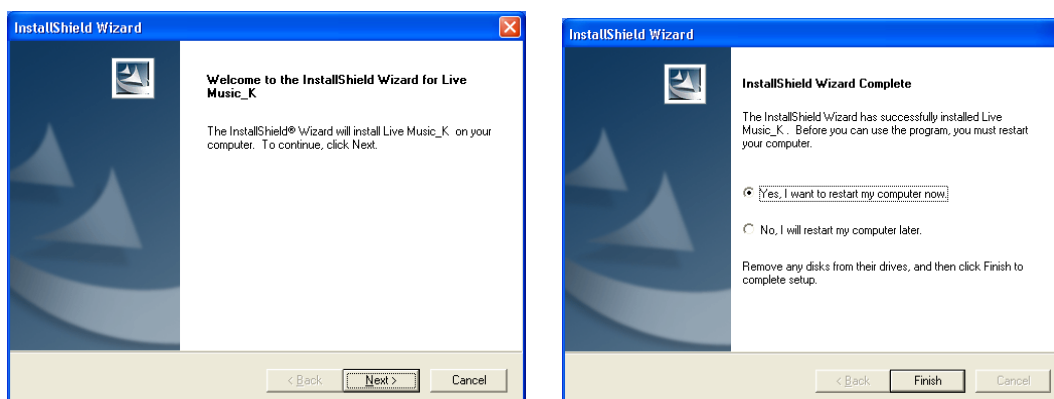 InstallShield Wizard
Welcome to the InstallShield Wizard for Live
Music_K
The InstallShield® Wizard will install Live Music_K on your
computer. To continue, click Next.
< Back
Next >
Cancel
InstallShield Wizard
InstallShield Wizard Complete
The InstallShield Wizard has successfully installed Live
Music_K . Before you can use the program, you must restart
your computer.
Yes, I want to restart my computer now.
No, I will restart my computer later.
Remove any disks from their drives, and then click Finish to
complete setup.
< Back
Finish
Cancel